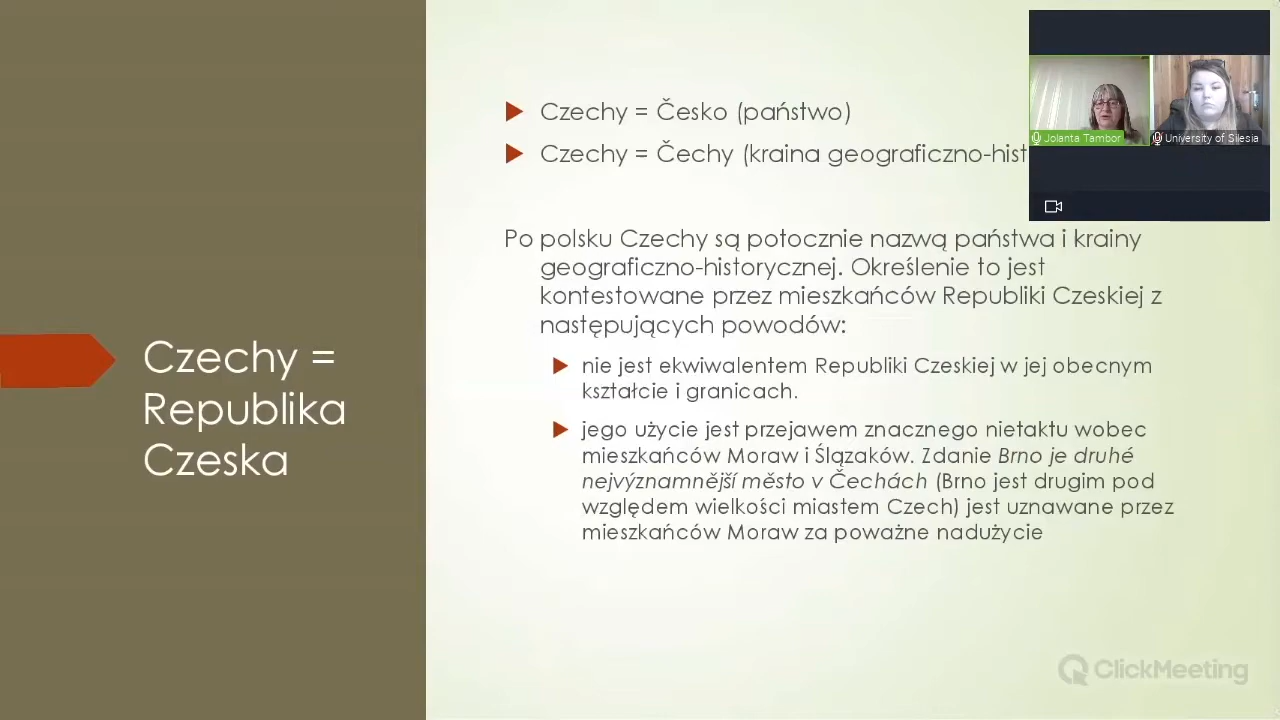 Czechy =
Republika
Czeska
Czechy = Česko (państwo)
Czechy = Čechy (kraina geograficzno-hist
Po polsku Czechy są potocznie nazwą państwa i krainy
geograficzno-historycznej. Określenie to jest
kontestowane przez mieszkańców Republiki Czeskiej z
następujących powodów:
nie jest ekwiwalentem Republiki Czeskiej w jej obecnym
kształcie i granicach.
jego użycie jest przejawem znacznego nietaktu wobec
mieszkańców Moraw i Ślązaków. Zdanie Brno je druhé
nejvýznamnější město v Čechách (Brno jest drugim pod
względem wielkości miastem Czech) jest uznawane przez
mieszkańców Moraw za poważne nadużycie
Jolanta Tambor
University of Silesia
ClickMeeting